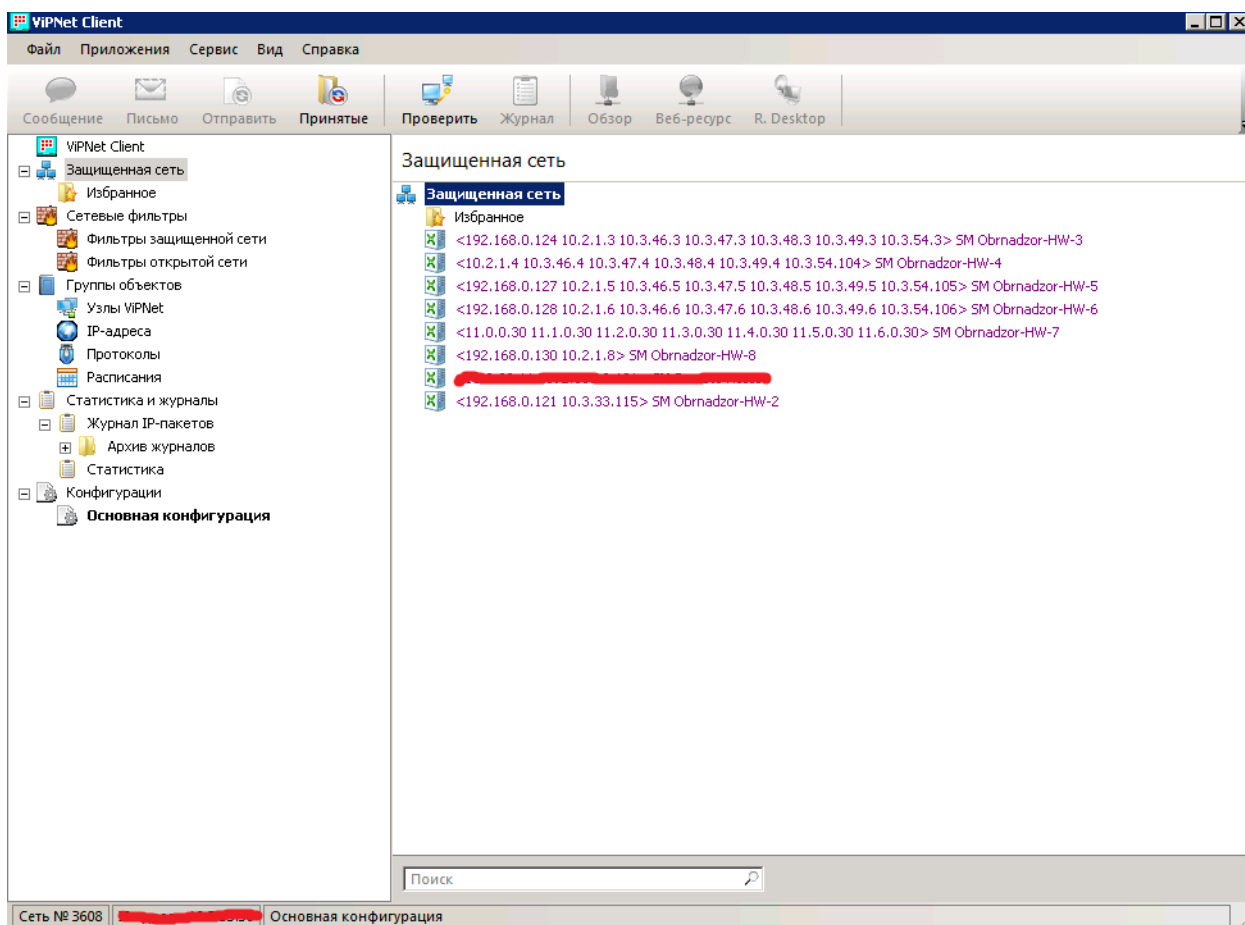 ViPNet Client
Файл Приложения Сервис Вид Справка
Сообщение Письмо Отправить Принятые Проверить Журнал Обзор Веб-ресурс R. Desktop
ViPNet Client
Защищенная сеть
Избранное
Сетевые фильтры
Фильтры защищенной сети
Фильтры открытой сети
Группы объектов
Узлы ViPNet
IP-адреса
Протоколы
Расписания
Статистика и журналы
Журнал IP-пакетов
Архив журналов
Статистика
Конфигурации
Основная конфигурация
Защищенная сеть
Защищенная сеть
Избранное
<192.168.0.124 10.2.1.3 10.3.46.3 10.3.47.3 10.3.48.3 10.3.49.3 10.3.54.3> SM Obrnadzor-HW-3
<10.2.1.4 10.3.46.4 10.3.47.4 10.3.48.4 10.3.49.4 10.3.54.104> SM Obrnadzor-HW-4
<192.168.0.127 10.2.1.5 10.3.46.5 10.3.47.5 10.3.48.5 10.3.49.5 10.3.54.105> SM Obrnadzor-HW-5
<192.168.0.128 10.2.1.6 10.3.46.6 10.3.47.6 10.3.48.6 10.3.49.6 10.3.54.106> SM Obrnadzor-HW-6
<11.0.0.30 11.1.0.30 11.2.0.30 11.3.0.30 11.4.0.30 11.5.0.30 11.6.0.30> SM Obrnadzor-HW-7
<192.168.0.130 10.2.1.8> SM Obrnadzor-HW-8
<192.168.0.121 10.3.33.115> SM Obrnadzor-HW-2
Поиск
Сеть № 3608 Основная конфигурация